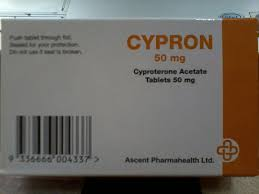 Push tablet through foil.
Sealed for your protection.
Do not use if seal is broken.
CYPRON
50 mg
Cyproterone Acetate
Tablets 50 mg
9 336666 004337 >
Ascent Pharmahealth Ltd.